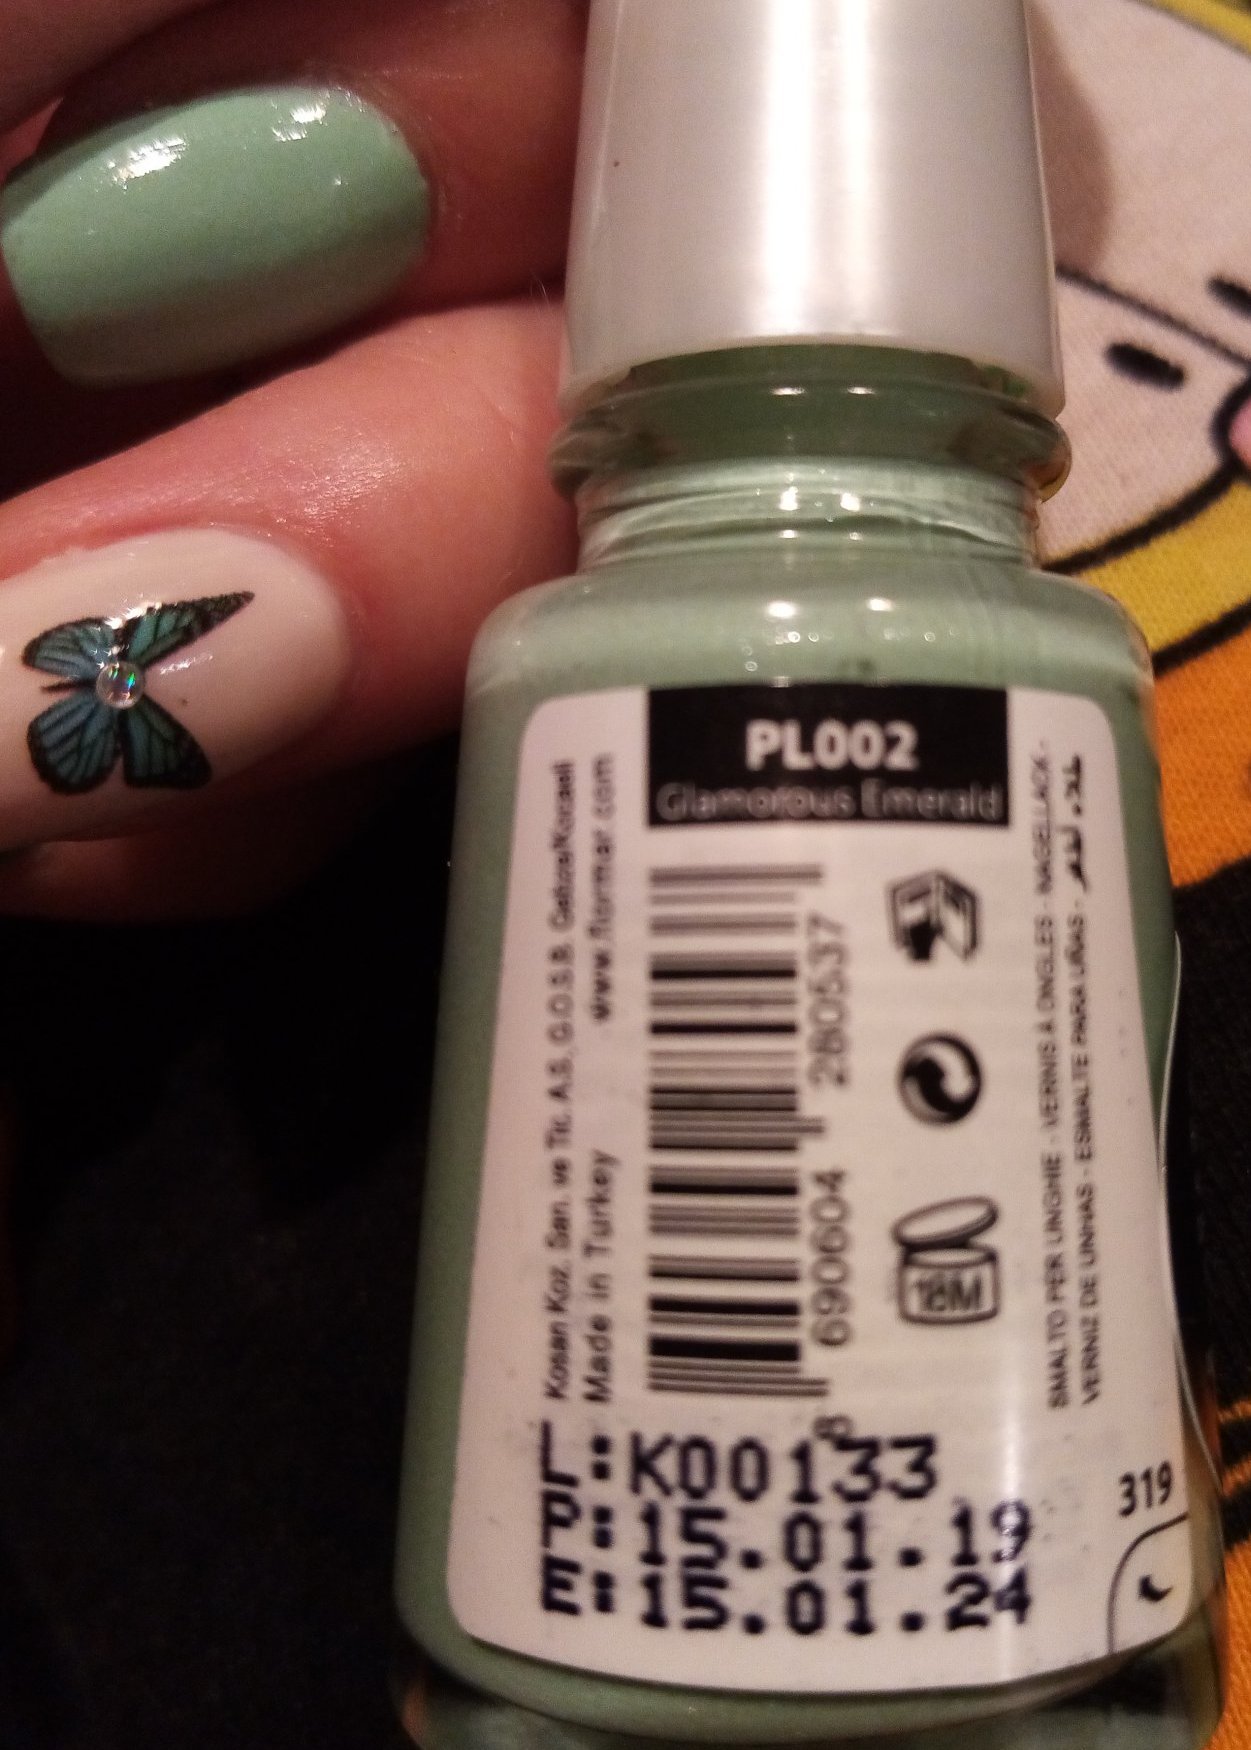 PL002
Glamorous Emerald
Kosan Koz. San. ve Tic. A.S. G.O.S.B. Gebze/Kocaeli
Made in Turkey www.flormar.com
8 690604 280537
18M
SMALTO PER UNGHIE - VERNIS À ONGLES - NAGELLACK -
VERNIZ DE UNHAS - ESMALTE PARA UÑAS -
L: K00133
P: 15.01.19
E: 15.01.24
319